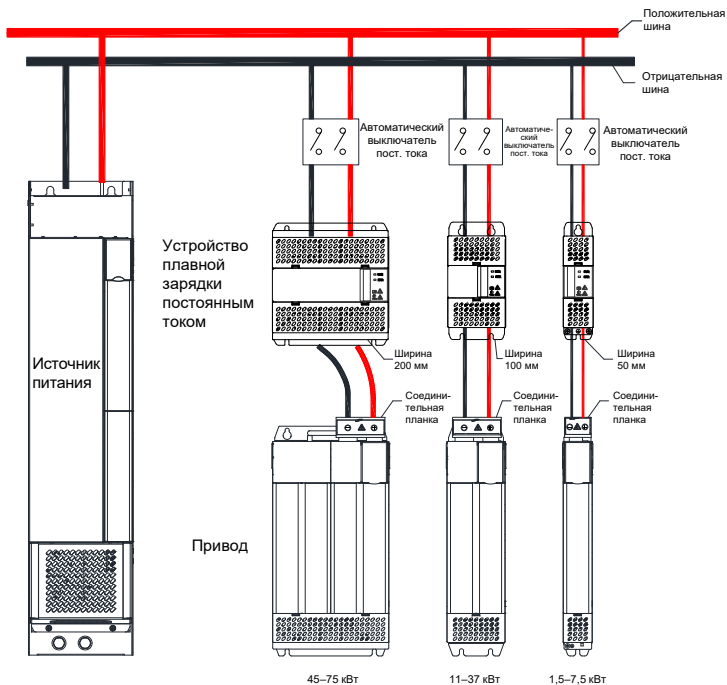 Положительная
шина
Отрицательная
шина
Автоматический
выключатель
пост. тока
Автоматиче-
ский
выключатель
пост. тока
Автоматический
выключатель
пост. тока
Устройство
плавной
зарядки
постоянным
током
Источник
питания
Ширина
200 мм
Ширина
100 мм
Ширина
50 мм
Соедини-
тельная
планка
Соедини-
тельная
планка
Соедини-
тельная
планка
Привод
45–75 кВт
11–37 кВт
1,5–7,5 кВт